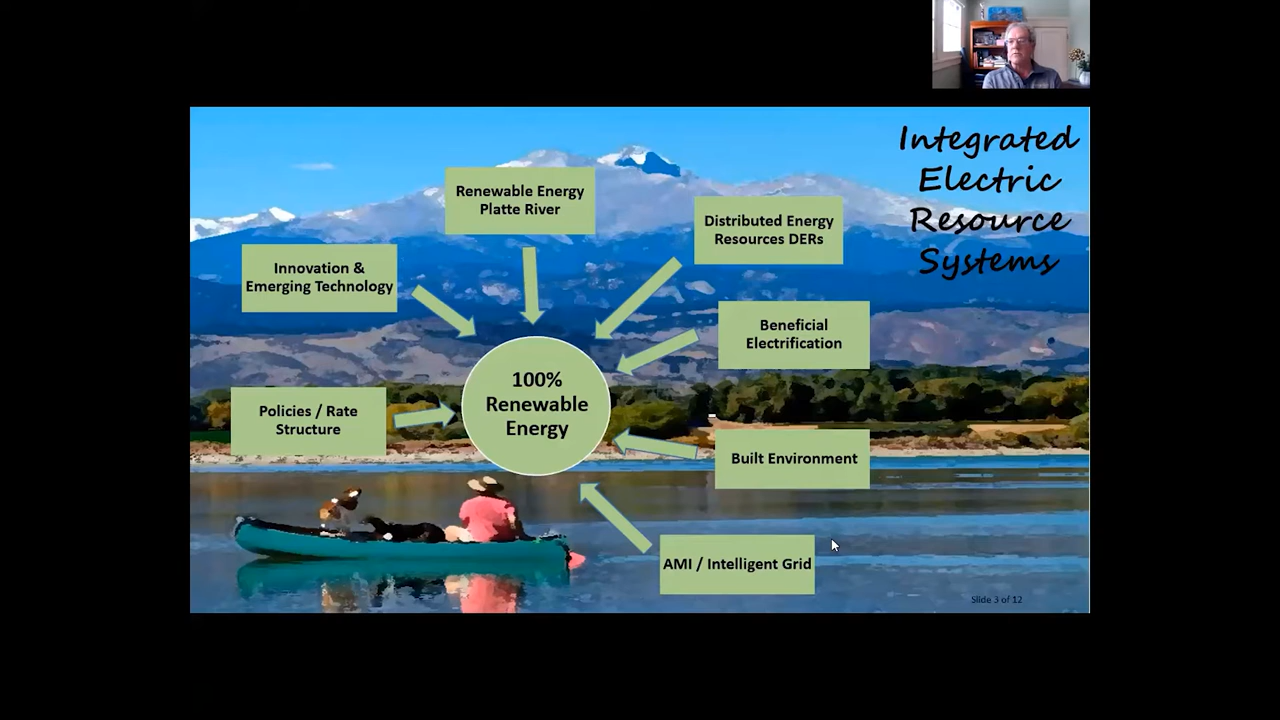 Integrated
Electric
Resource
Systems
Renewable Energy
Platte River
Distributed Energy
Resources DERs
Innovation &
Emerging Technology
Beneficial
Electrification
100%
Renewable
Energy
Policies / Rate
Structure
Built Environment
AMI / Intelligent Grid
Slide 3 of 12